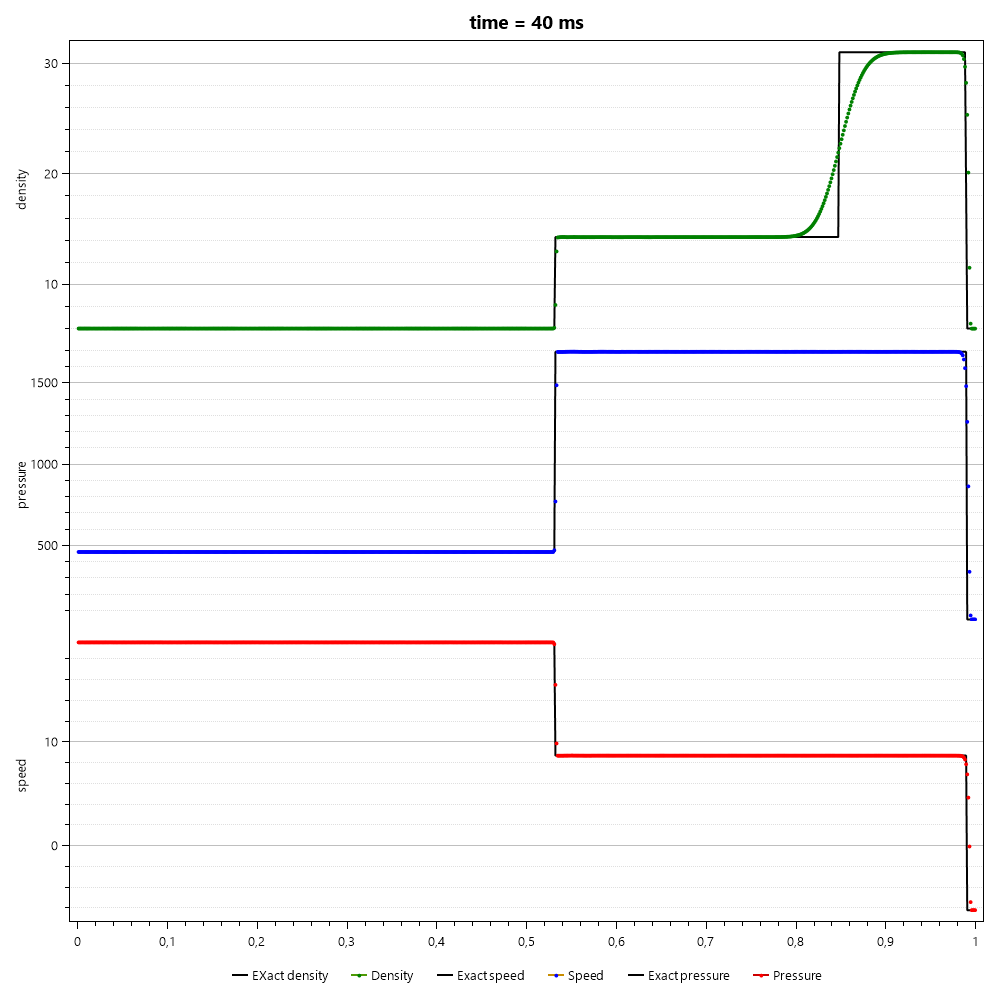 time = 40 ms
30
20
10
density
1500
1000
500
pressure
10
0
speed
0 0,1 0,2 0,3 0,4 0,5 0,6 0,7 0,8 0,9 1
EXact density Density Exact speed Speed Exact pressure Pressure